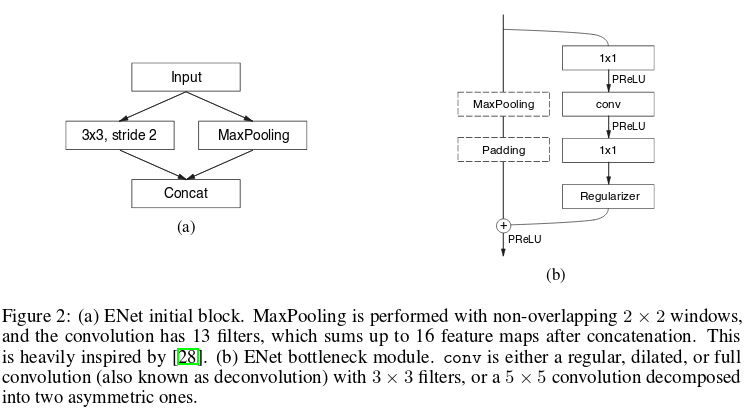 Input
3x3, stride 2
MaxPooling
Concat
(a)
1x1
PReLU
MaxPooling
conv
PReLU
Padding
1x1
Regularizer
+
PReLU
(b)
Figure 2: (a) ENet initial block. MaxPooling is performed with non-overlapping 2 × 2 windows,
and the convolution has 13 filters, which sums up to 16 feature maps after concatenation. This
is heavily inspired by [28]. (b) ENet bottleneck module. conv is either a regular, dilated, or full
convolution (also known as deconvolution) with 3 × 3 filters, or a 5 × 5 convolution decomposed
into two asymmetric ones.